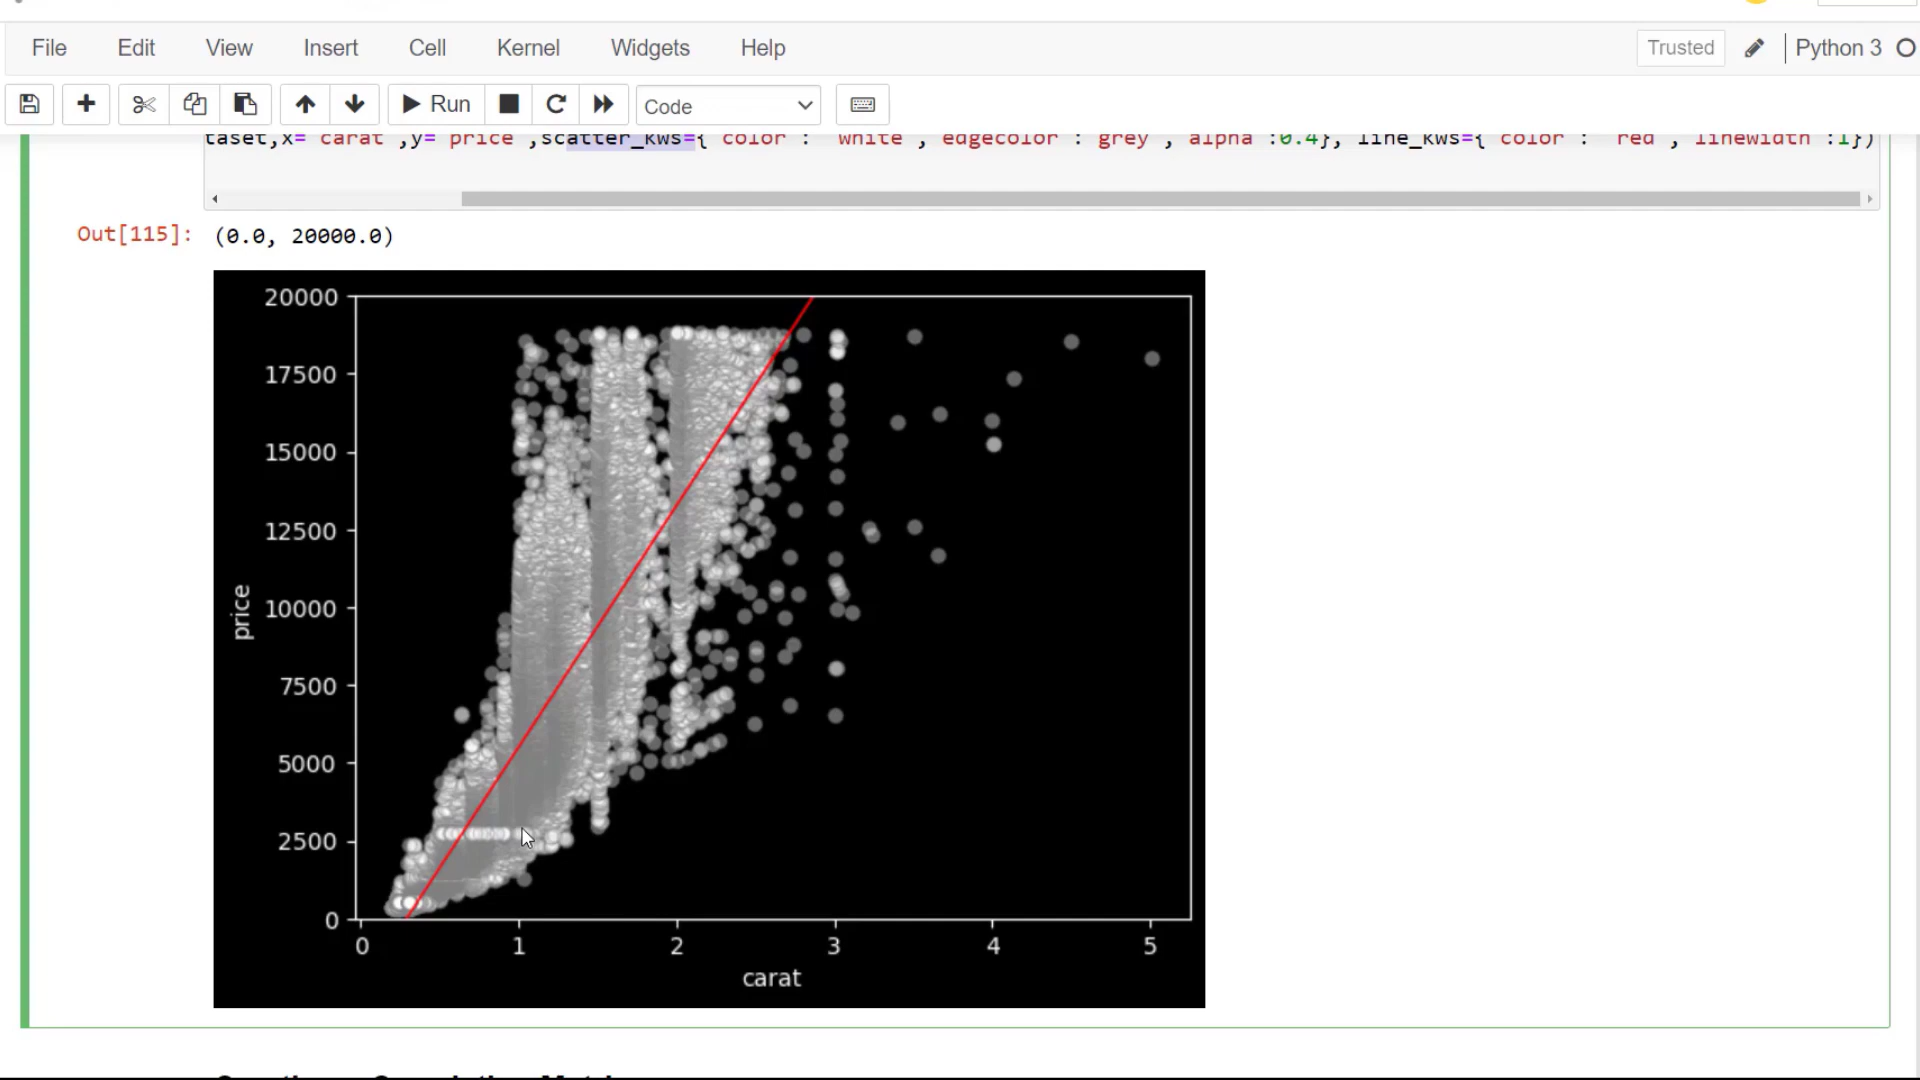 File Edit View Insert Cell Kernel Widgets Help Trusted Python 3
Run Code
taset,x= carat ,y= price ,scatter_kws={ color : white , edgecolor : grey , alpha :0.4}, line_kws={ color : red , linewidth :1})
Out[115]: (0.0, 20000.0)
20000
17500
15000
12500
10000
7500
5000
2500
0
price
0 1 2 3 4 5
carat